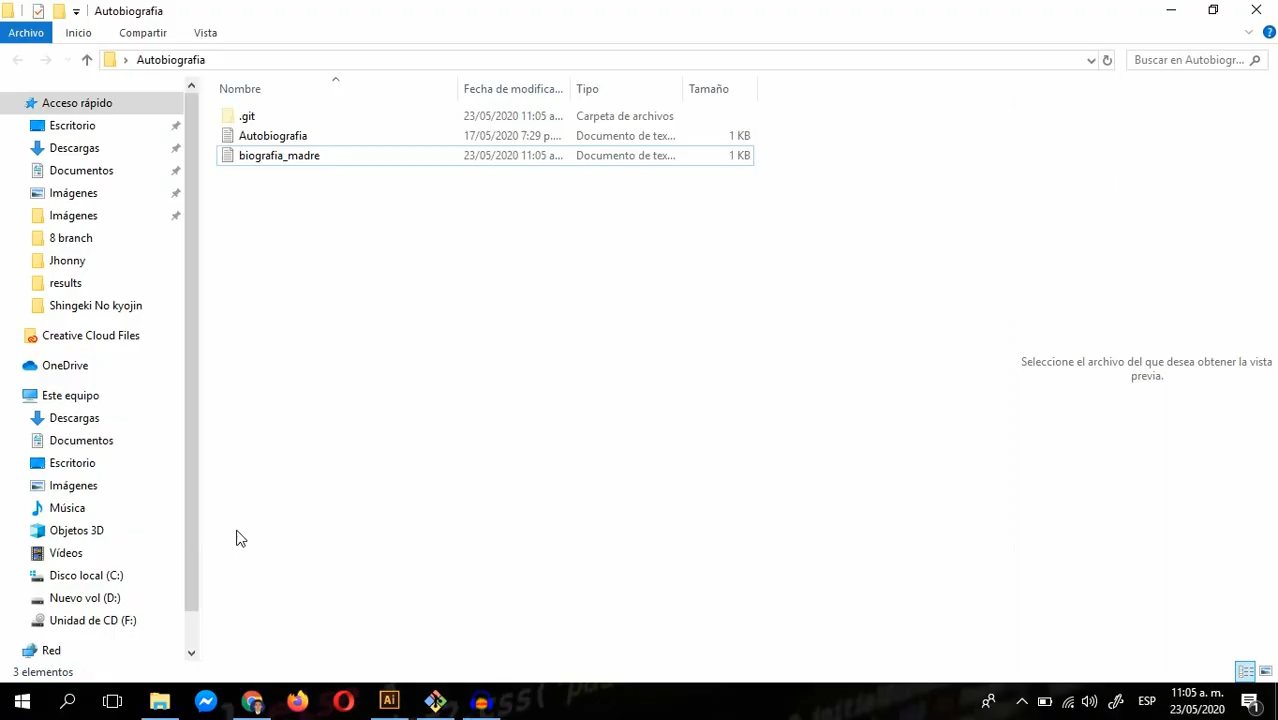 Autobiografia
Archivo Inicio Compartir Vista
Autobiografia
Buscar en Autobiogr...
Nombre Fecha de modifica... Tipo Tamaño
.git 23/05/2020 11:05 a... Carpeta de archivos
Autobiografia 17/05/2020 7:29 p.... Documento de tex... 1 KB
biografia_madre 23/05/2020 11:05 a... Documento de tex... 1 KB
Acceso rápido
Escritorio
Descargas
Documentos
Imágenes
Imágenes
8 branch
Jhonny
results
Shingeki No kyojin
Creative Cloud Files
OneDrive
Este equipo
Descargas
Documentos
Escritorio
Imágenes
Música
Objetos 3D
Vídeos
Disco local (C:)
Nuevo vol (D:)
Unidad de CD (F:)
Red
Seleccione el archivo del que desea obtener la vista
previa.
3 elementos
Ai
ESP
11:05 a. m.
23/05/2020
1